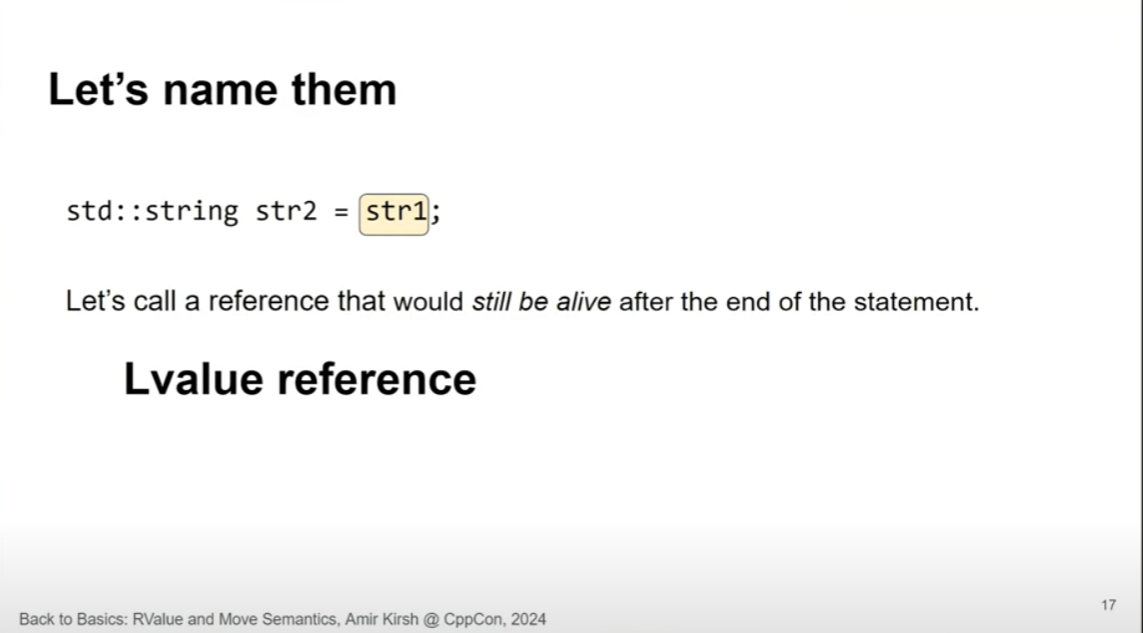 Let’s name them
std::string str2 = str1;
Let’s call a reference that would still be alive after the end of the statement.
Lvalue reference
17
Back to Basics: RValue and Move Semantics, Amir Kirsh @ CppCon, 2024